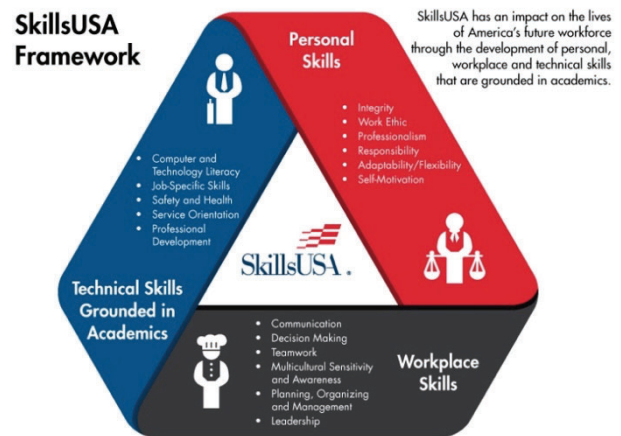 SkillsUSA
Framework
SkillsUSA has an impact on the lives
of America's future workforce
through the development of personal,
workplace and technical skills
that are grounded in academics.
Personal
Skills
• Integrity
• Work Ethic
• Professionalism
• Responsibility
• Adaptability/Flexibility
• Self-Motivation
• Computer and
Technology Literacy
• Job-Specific Skills
• Safety and Health
• Service Orientation
• Professional
Development
Technical Skills
Grounded in
Academics
SkillsUSA.
• Communication
• Decision Making
• Teamwork
• Multicultural Sensitivity
and Awareness
• Planning, Organizing
and Management
• Leadership
Workplace
Skills